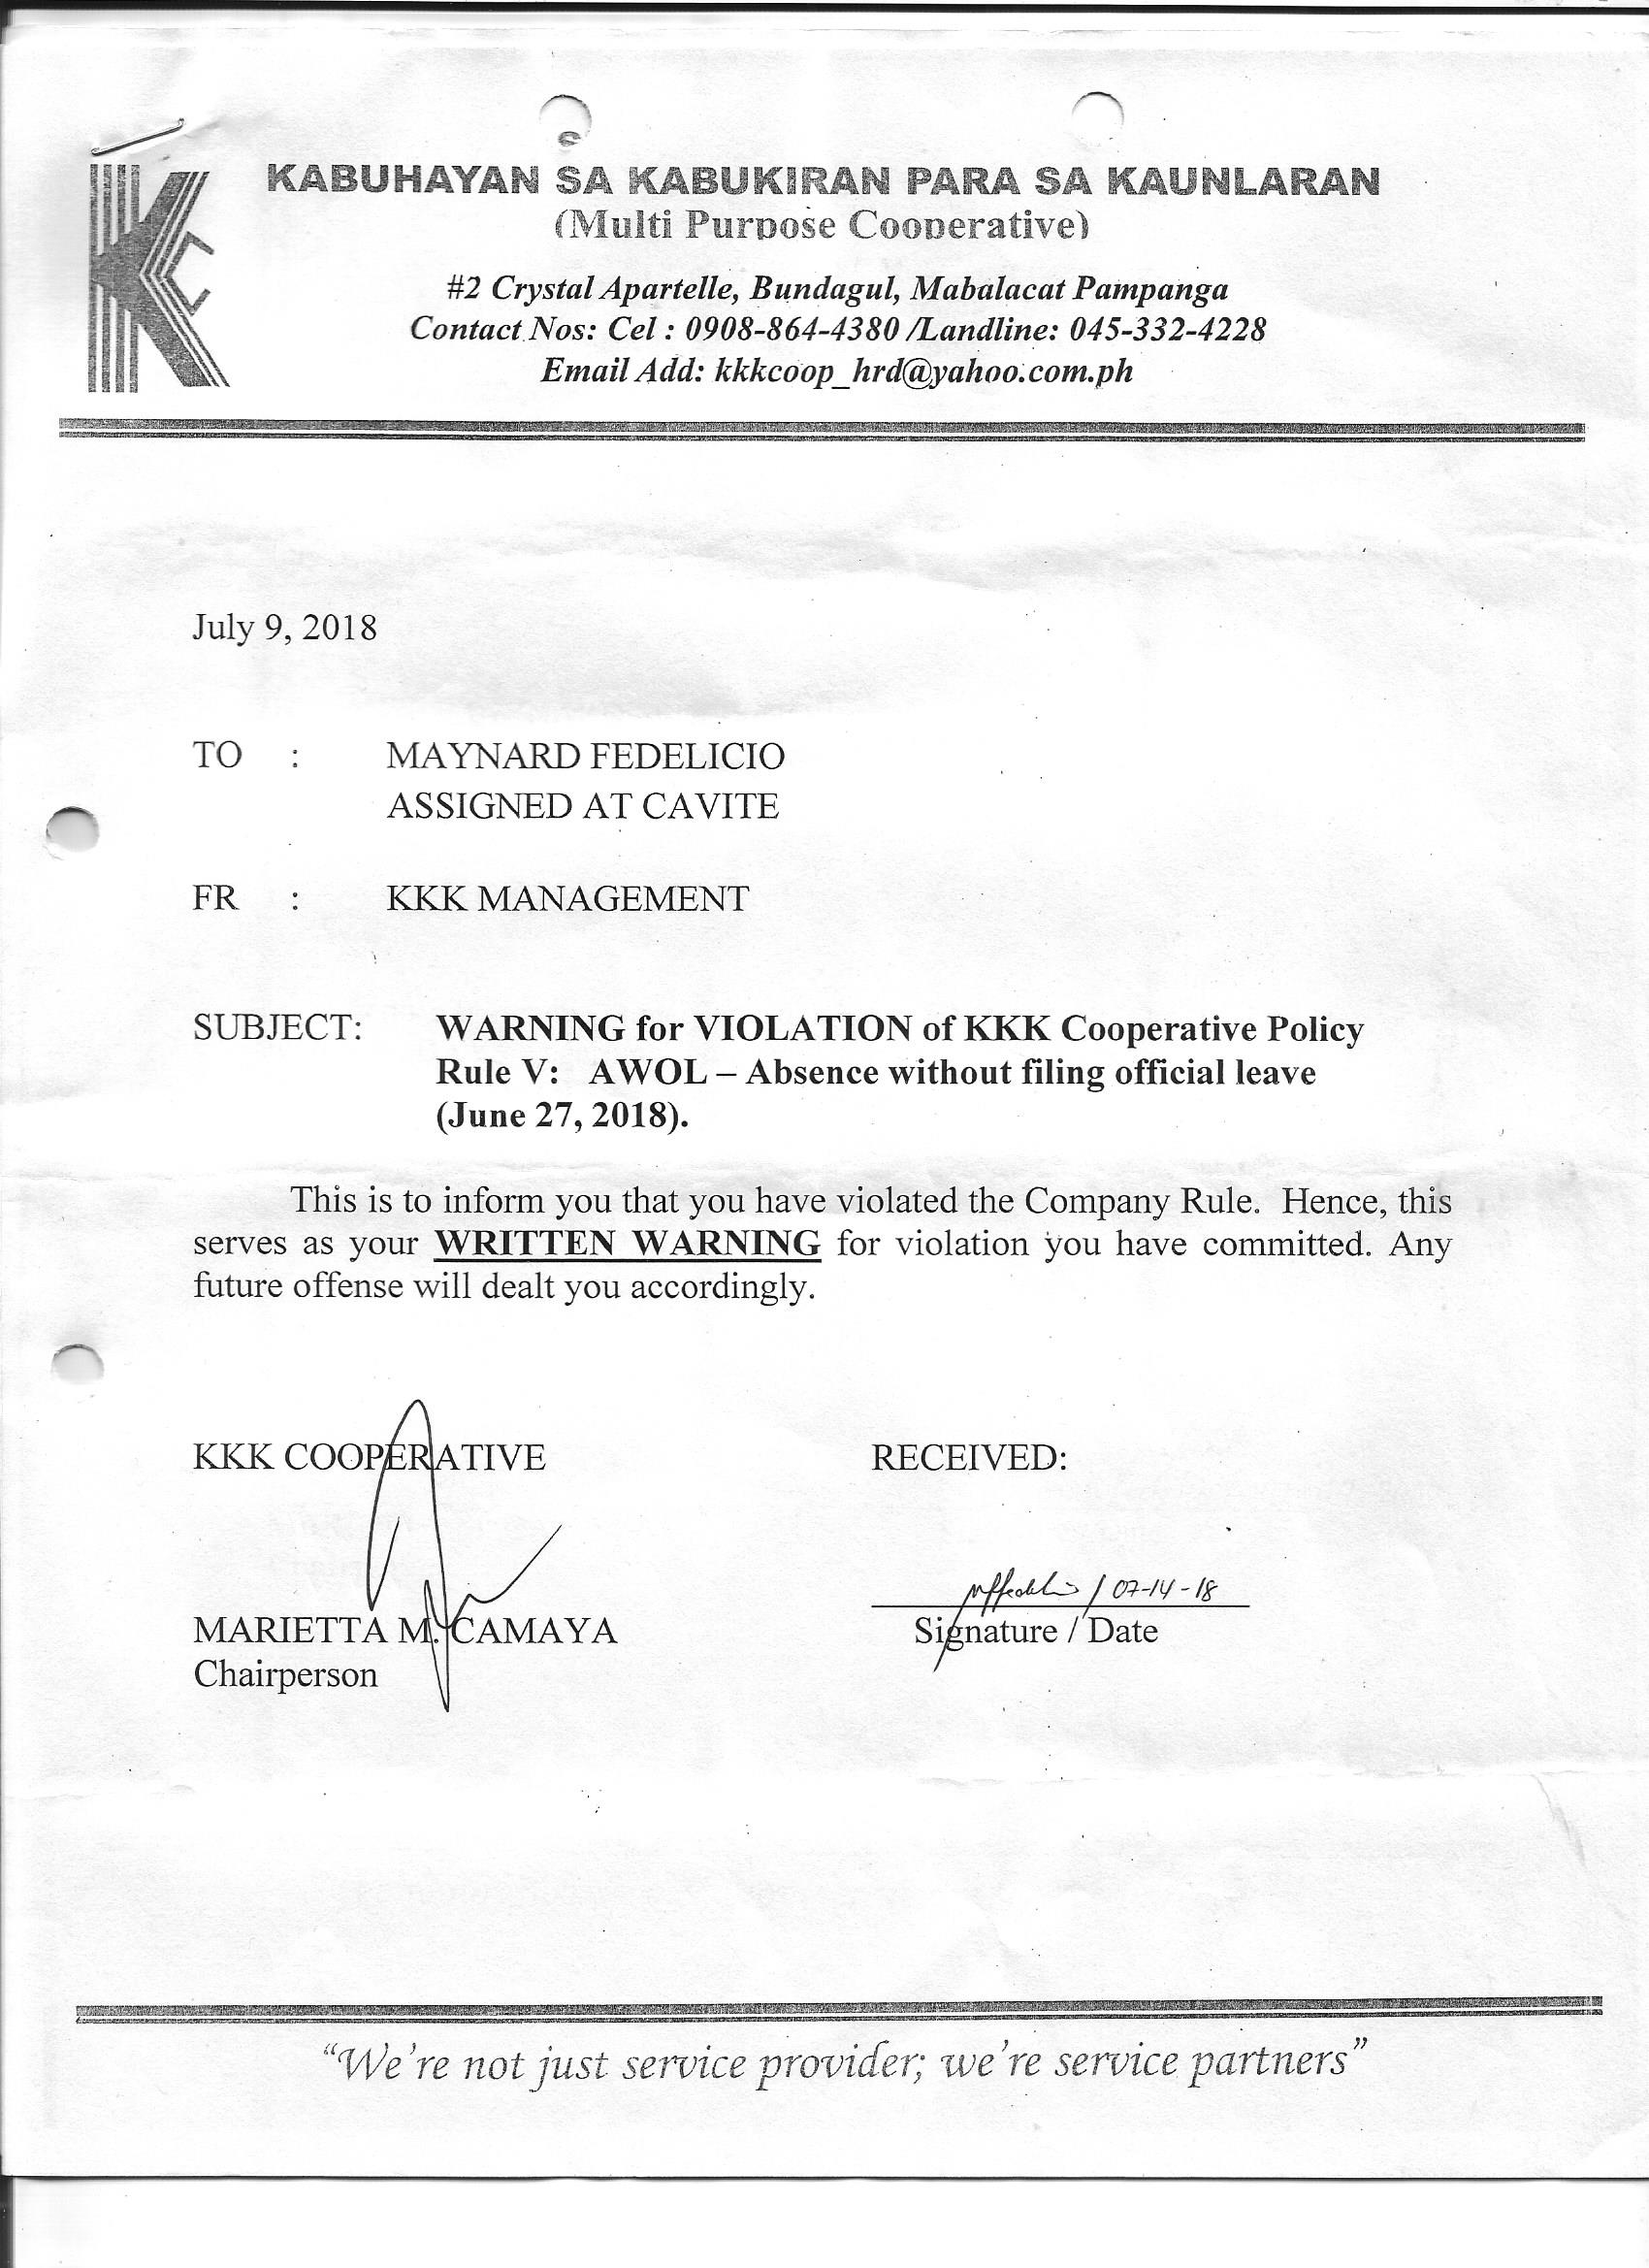 KABUHAYAN SA KABUKIRAN PARA SA KAUNLARAN
(Multi Purpose Cooperative)
#2 Crystal Apartelle, Bundagul, Mabalacat Pampanga
Contact Nos: Cel : 0908-864-4380 /Landline: 045-332-4228
Email Add: kkkcoop_hrd@yahoo.com.ph
July 9, 2018
TO : MAYNARD FEDELICIO
ASSIGNED AT CAVITE
FR : KKK MANAGEMENT
SUBJECT: WARNING for VIOLATION of KKK Cooperative Policy
Rule V: AWOL – Absence without filing official leave
(June 27, 2018).
This is to inform you that you have violated the Company Rule. Hence, this
serves as your WRITTEN WARNING for violation you have committed. Any
future offense will dealt you accordingly.
KKK COOPERATIVE RECEIVED:
/ 07-14-18
MARIETTA M. CAMAYA Signature / Date
Chairperson
“We’re not just service provider; we’re service partners”